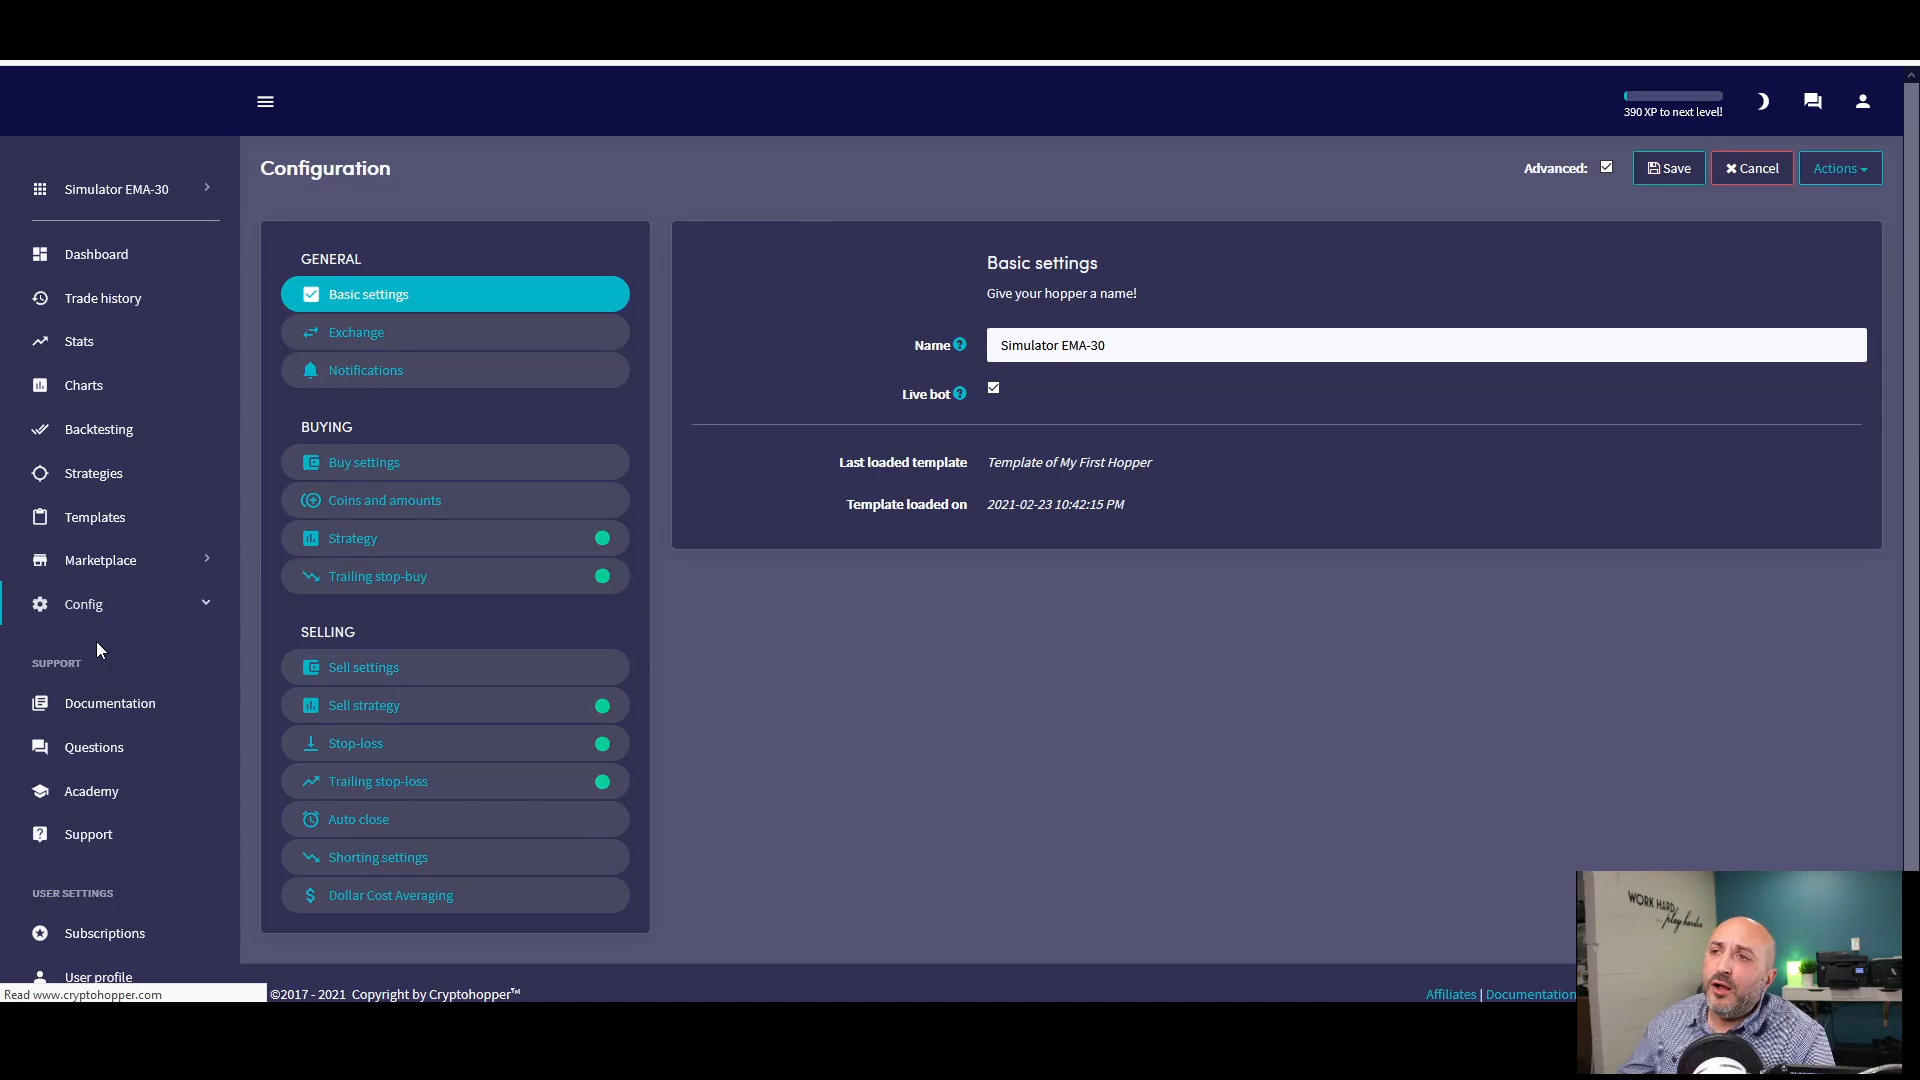 390 XP to next level!
Simulator EMA-30
Dashboard
Trade history
Stats
Charts
Backtesting
Strategies
Templates
Marketplace
Config
SUPPORT
Documentation
Questions
Academy
Support
USER SETTINGS
Subscriptions
User profile
Read www.cryptohopper.com
Configuration
Advanced:
Save
Cancel
Actions
GENERAL
Basic settings
Exchange
Notifications
BUYING
Buy settings
Coins and amounts
Strategy
Trailing stop-buy
SELLING
Sell settings
Sell strategy
Stop-loss
Trailing stop-loss
Auto close
Shorting settings
Dollar Cost Averaging
Basic settings
Give your hopper a name!
Name
Simulator EMA-30
Live bot
Last loaded template Template of My First Hopper
Template loaded on 2021-02-23 10:42:15 PM
©2017 - 2021 Copyright by Cryptohopper™
Affiliates | Documentation
WORK HARD
...play harder